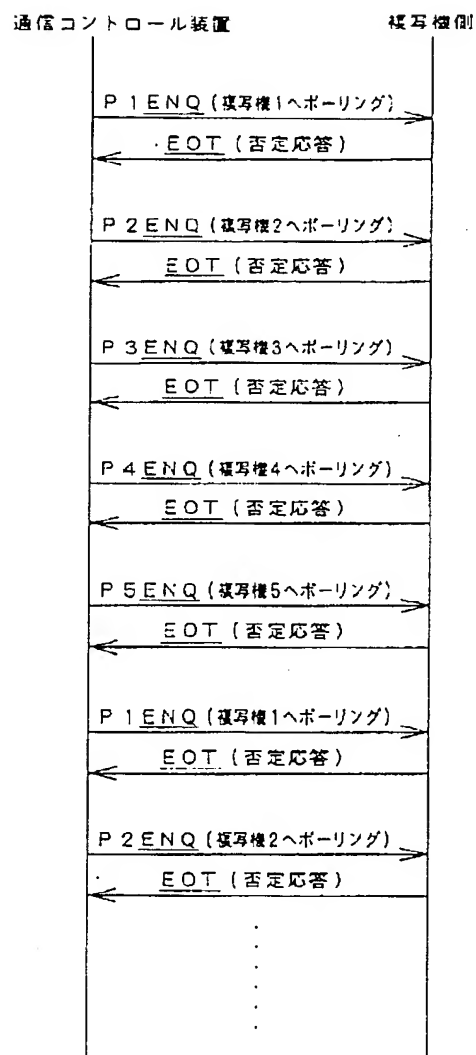 通信コントロール装置 複写機側
P1ENQ(複写機1へポーリング)
EOT(否定応答)
P2ENQ(複写機2へポーリング)
EOT(否定応答)
P3ENQ(複写機3へポーリング)
EOT(否定応答)
P4ENQ(複写機4へポーリング)
EOT(否定応答)
P5ENQ(複写機5へポーリング)
EOT(否定応答)
P1ENQ(複写機1へポーリング)
EOT(否定応答)
P2ENQ(複写機2へポーリング)
EOT(否定応答)